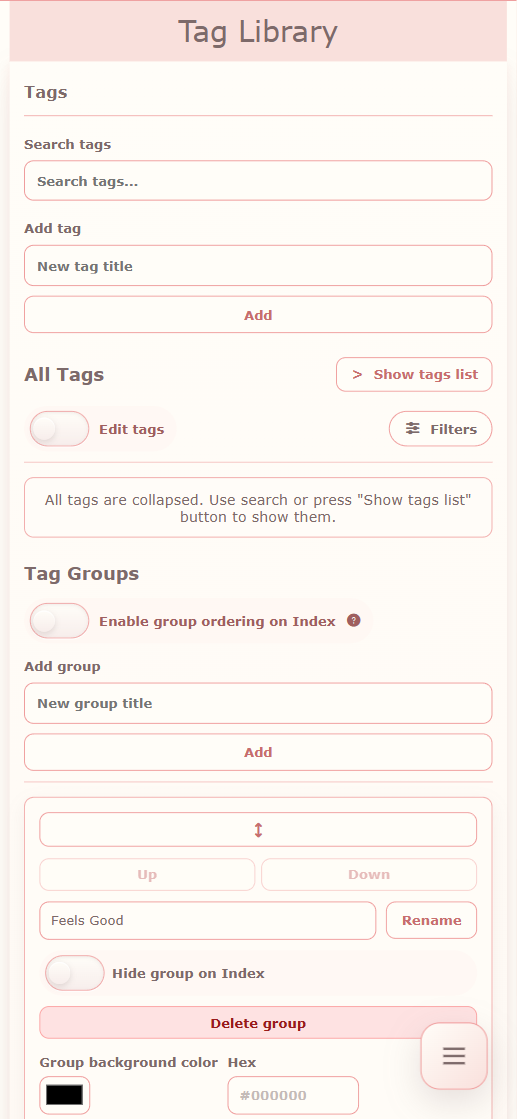 Tag Library
Tags
Search tags
Search tags...
Add tag
New tag title
Add
All Tags
> Show tags list
Edit tags
Filters
All tags are collapsed. Use search or press "Show tags list"
button to show them.
Tag Groups
Enable group ordering on Index ?
Add group
New group title
Add
Up
Down
Feels Good
Rename
Hide group on Index
Delete group
Group background color
Hex
#000000